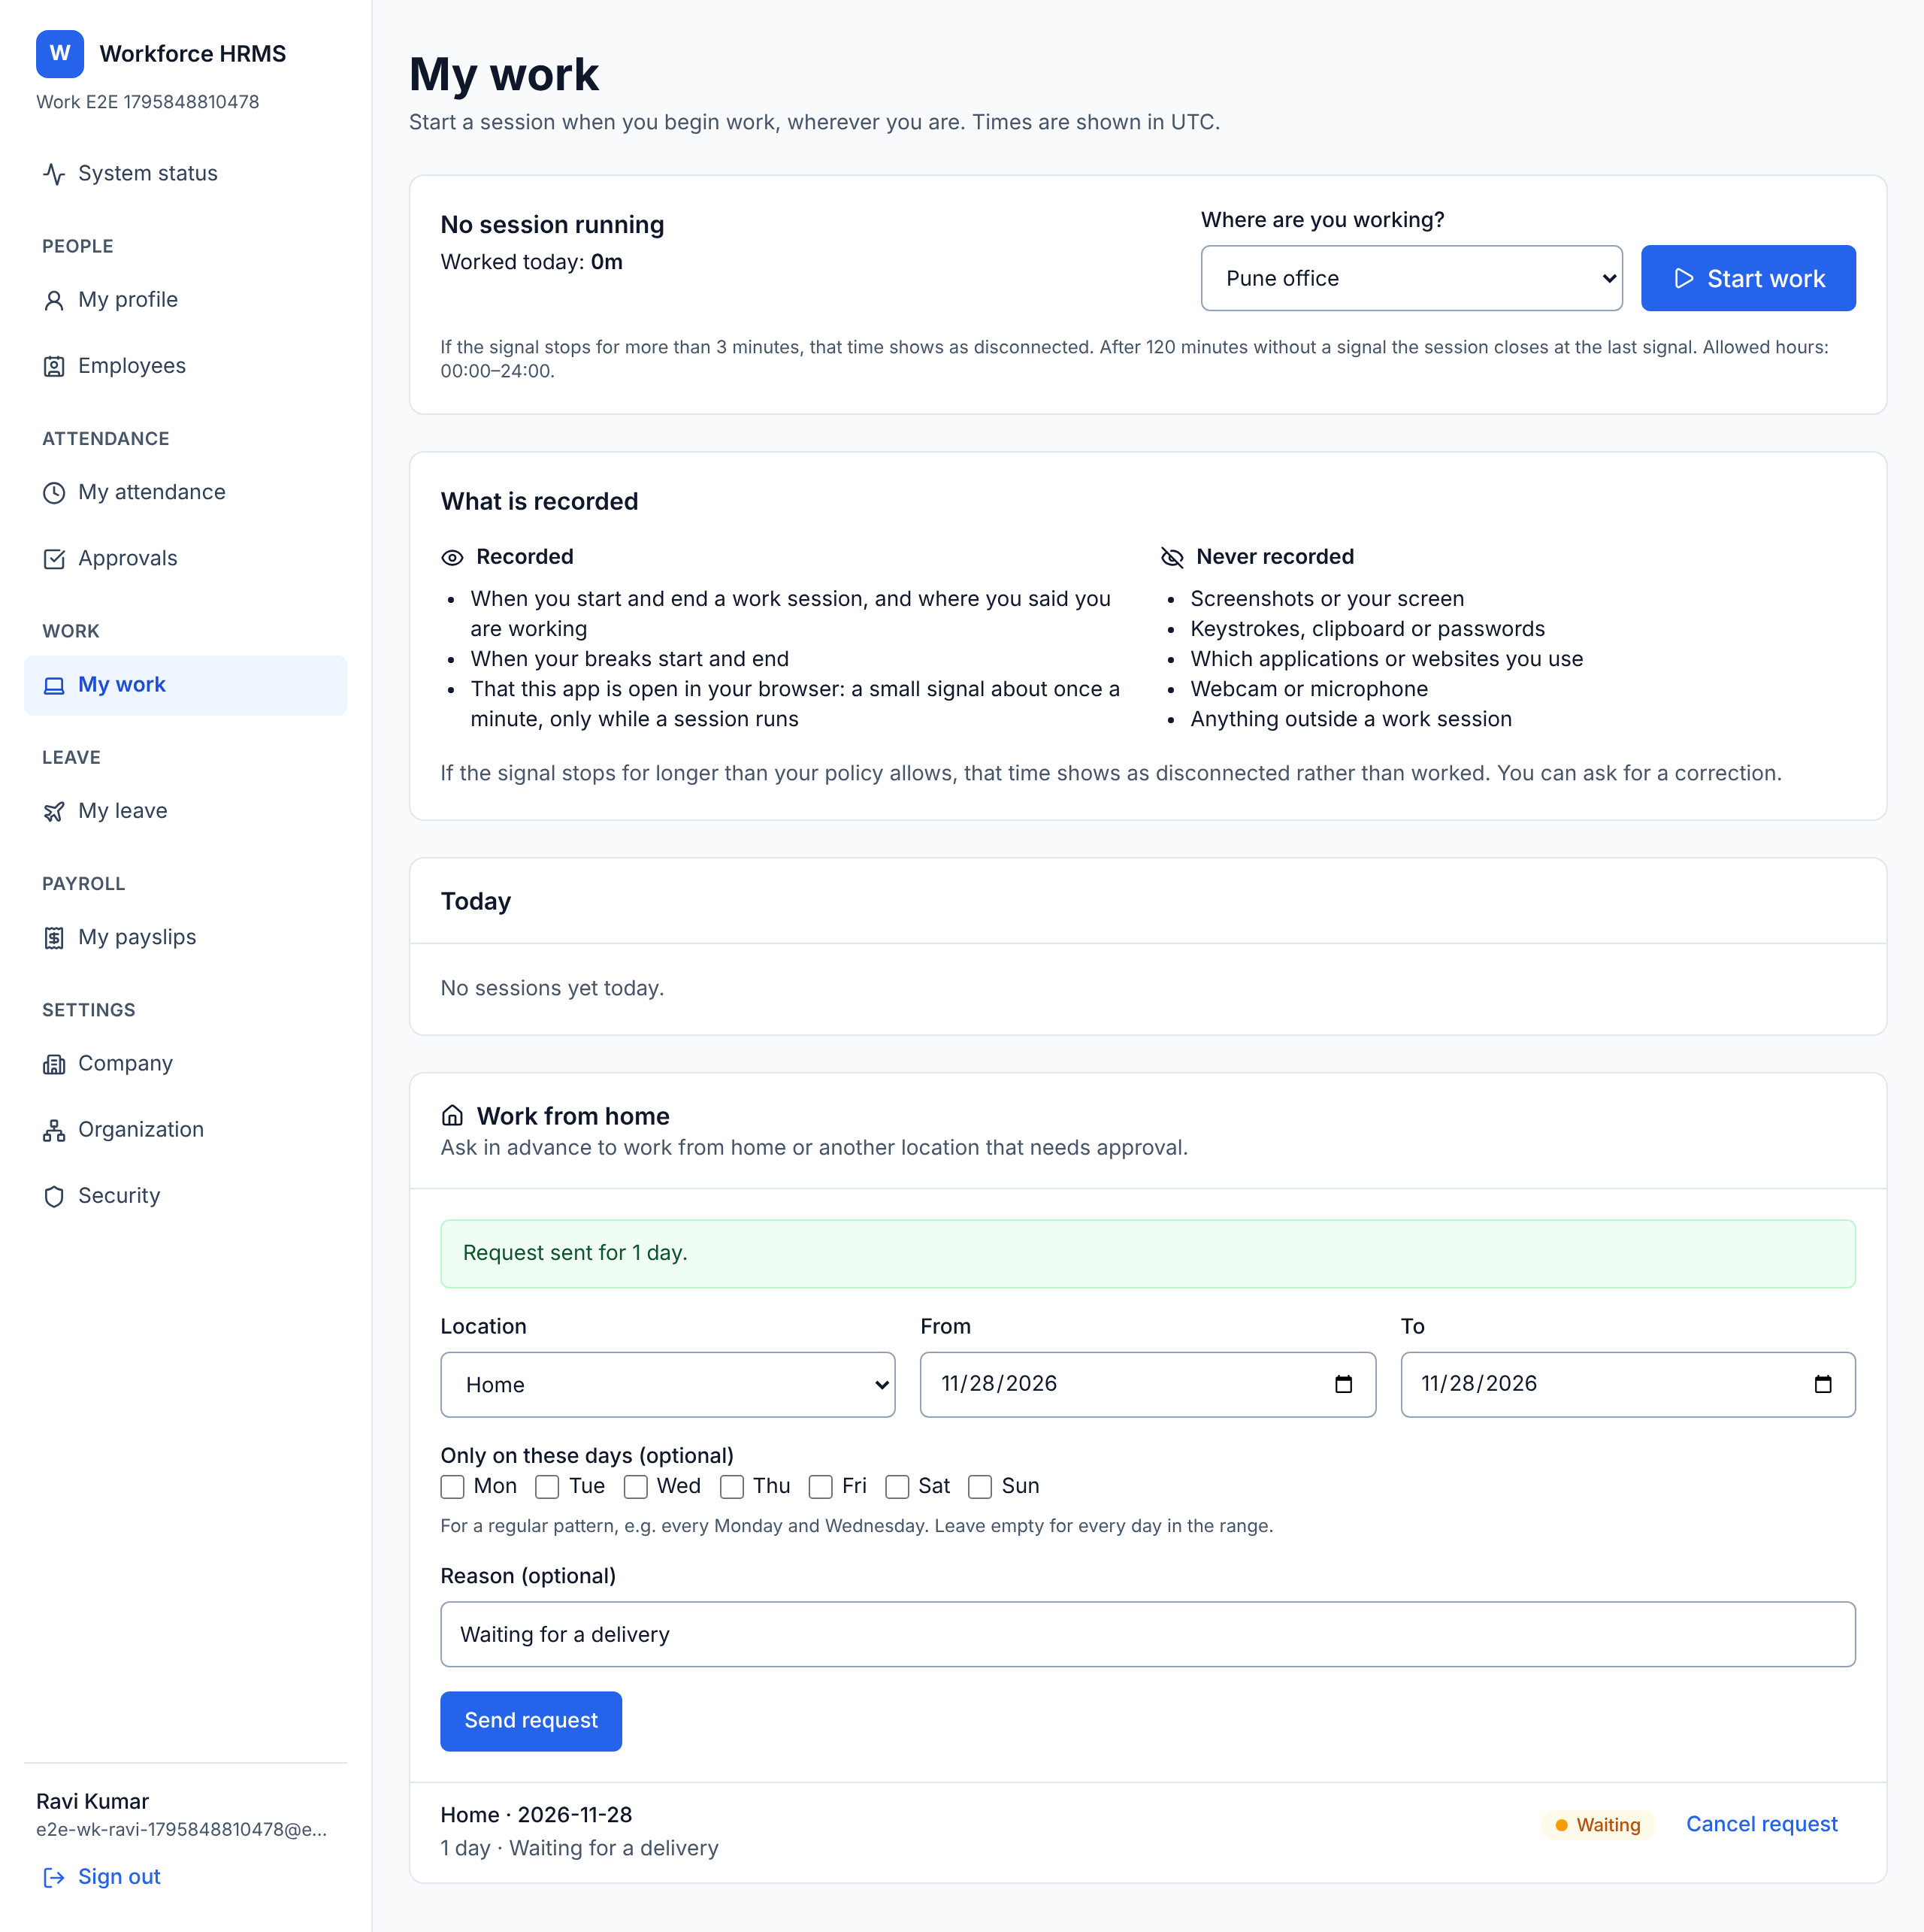 W
Workforce HRMS
Work E2E 1795848810478
System status
PEOPLE
My profile
Employees
ATTENDANCE
My attendance
Approvals
WORK
My work
LEAVE
My leave
PAYROLL
My payslips
SETTINGS
Company
Organization
Security
Ravi Kumar
e2e-wk-ravi-1795848810478@e...
Sign out
My work
Start a session when you begin work, wherever you are. Times are shown in UTC.
No session running
Worked today: 0m
Where are you working?
Pune office
Start work
If the signal stops for more than 3 minutes, that time shows as disconnected. After 120 minutes without a signal the session closes at the last signal. Allowed hours:
00:00–24:00.
What is recorded
Recorded
• When you start and end a work session, and where you said you
are working
• When your breaks start and end
• That this app is open in your browser: a small signal about once a
minute, only while a session runs
Never recorded
• Screenshots or your screen
• Keystrokes, clipboard or passwords
• Which applications or websites you use
• Webcam or microphone
• Anything outside a work session
If the signal stops for longer than your policy allows, that time shows as disconnected rather than worked. You can ask for a correction.
Today
No sessions yet today.
Work from home
Ask in advance to work from home or another location that needs approval.
Request sent for 1 day.
Location
Home
From
11/28/2026
To
11/28/2026
Only on these days (optional)
Mon Tue Wed Thu Fri Sat Sun
For a regular pattern, e.g. every Monday and Wednesday. Leave empty for every day in the range.
Reason (optional)
Waiting for a delivery
Send request
Home · 2026-11-28
1 day · Waiting for a delivery
Waiting
Cancel request